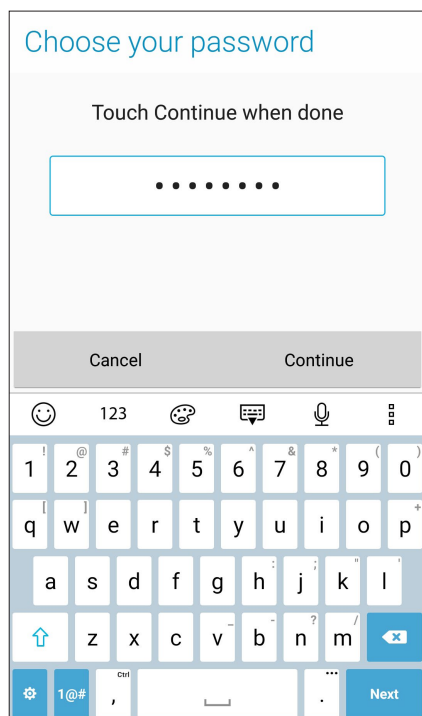 Choose your password
Touch Continue when done
••••••••
Cancel Continue
123
! @ # $ % ^ & * ( )
1 2 3 4 5 6 7 8 9 0
[ ] +
q w e r t y u i o p
: ; " '
a s d f g h j k l
_ - ? /
z x c v b n m
Ctrl
1@# , . Next